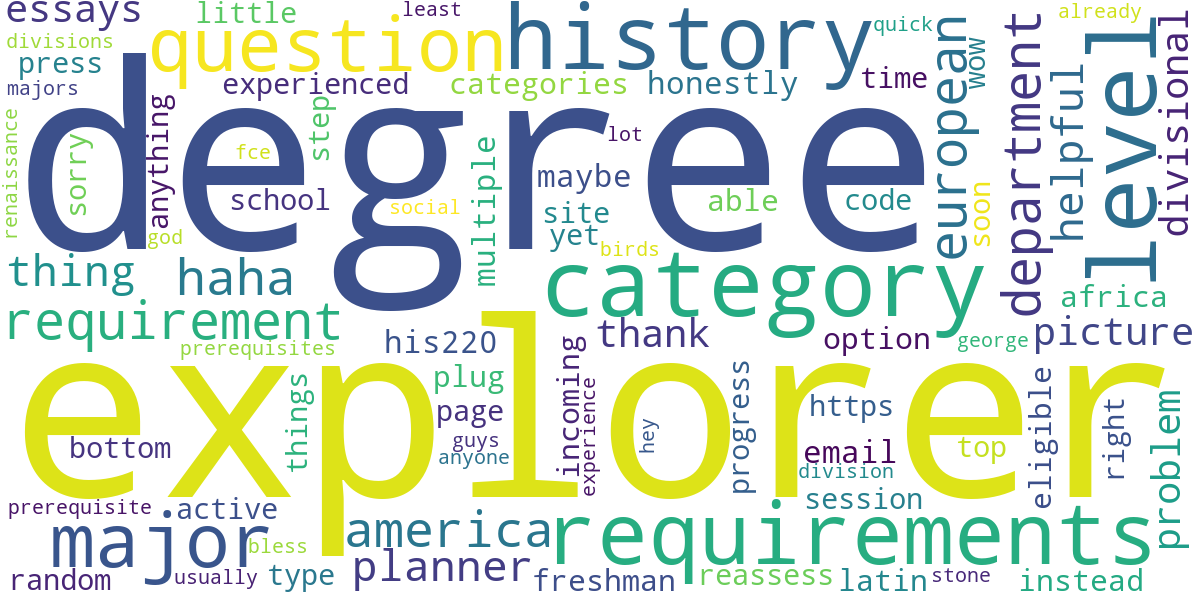 essays
little
least
question
history
quick
already
divisions
press
majors
experienced
categories
honestly
time
european
wow
department
helpful
level
divisional
degree
renaissance
sorry
anything
step
fce
school
social
multiple
lot
maybe
site
yet
birds
able
code
soon
god
thing
haha
category
africa
requirement
prerequisites
his220
thank
option
george
picture
explorer
things
plug
page
guys
anyone
incoming
experience
hey
progress
https
email
division
top
eligible
right
problem
bottom
prerequisite
active
session
major
bless
america
requirements
random
usually
type
planner
freshman
reassess
latin
stone
instead